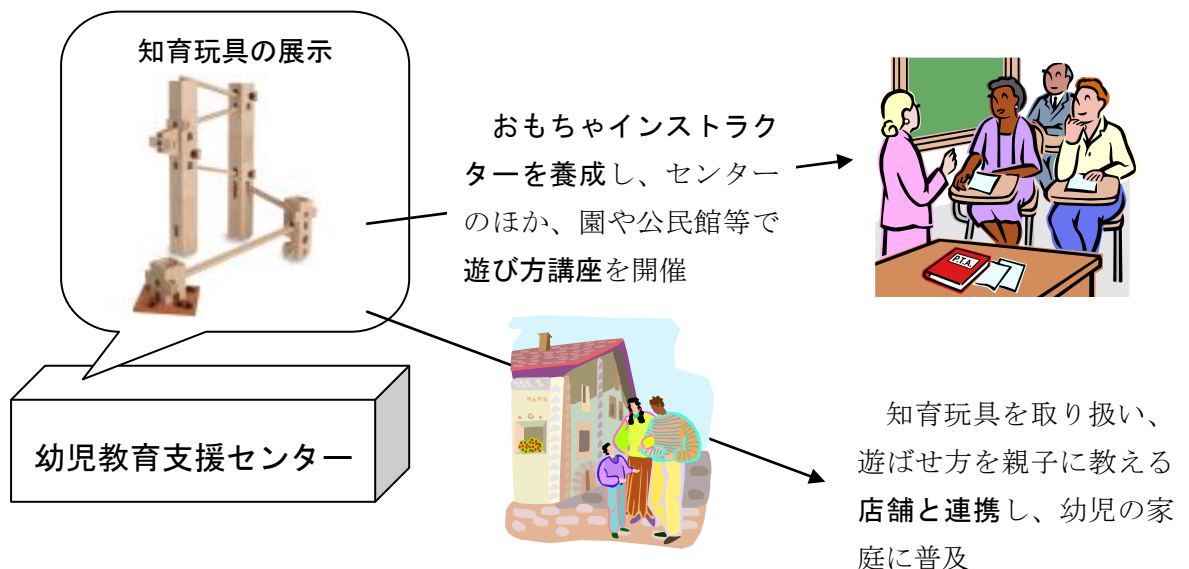 知育玩具の展示
おもちゃインストラク
ターを養成し、センター
のほか、園や公民館等で
遊び方講座を開催
P.T.A.
幼児教育支援センター
知育玩具を取り扱い、
遊ばせ方を親子に教える
店舗と連携し、幼児の家
庭に普及